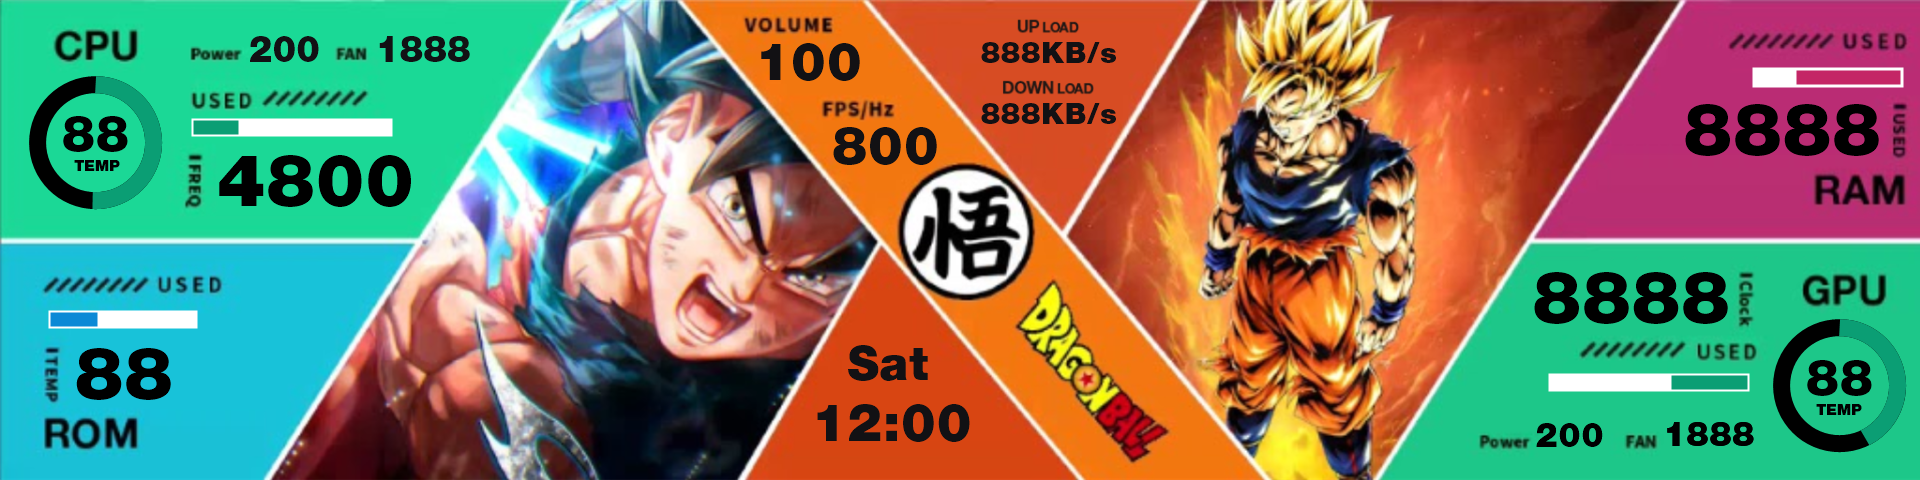 CPU
Power 200 FAN 1888
USED
88
TEMP
FREQ
4800
USED
TEMP
88
ROM
VOLUME
100
FPS/Hz
800
UP LOAD
888KB/s
DOWN LOAD
888KB/s
悟
DRAGONBALL
Sat
12:00
USED
8888
USED
RAM
8888
Clock
GPU
USED
88
TEMP
Power 200 FAN 1888